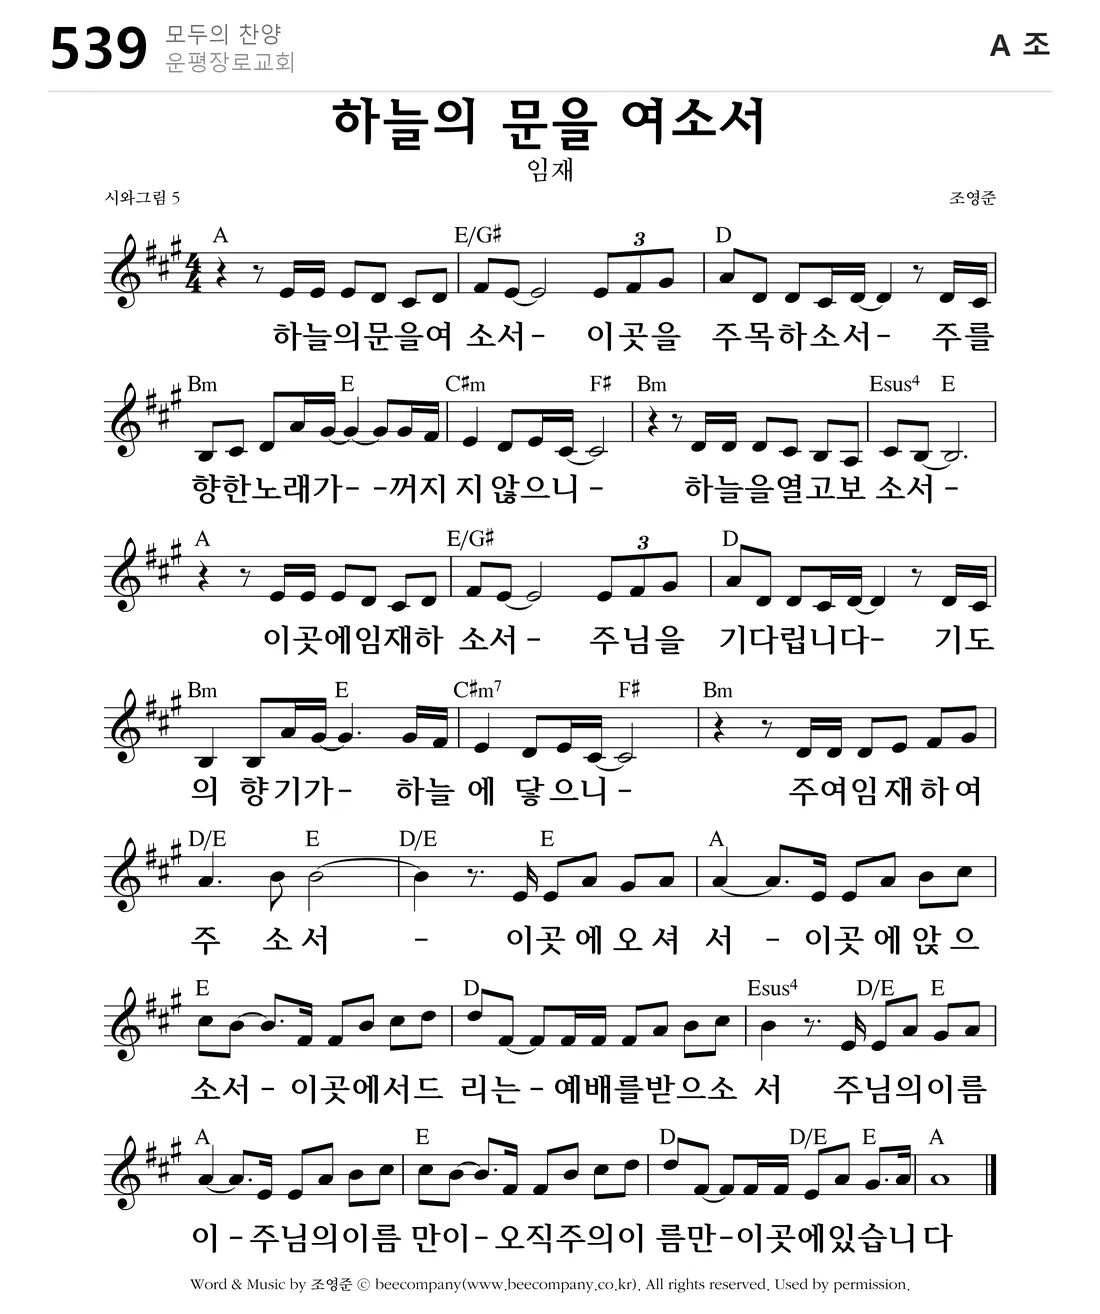 539 모두의 찬양
운평장로교회
A 조
하늘의 문을 여소서
임재
시와그림 5 조영준
A E/G♯ 3 D
하늘의문을여 소서- 이곳을 주목하소서- 주를
Bm E C♯m F♯ Bm Esus4 E
향한노래가- -꺼지 지 않으니 - 하늘을열고보 소서 -
A E/G♯ 3 D
이곳에임재하 소서- 주님을 기다립니다- 기도
Bm E C♯m7 F♯ Bm
의 향기가- 하늘 에 닿으니 - 주여임재하여
D/E E D/E E A
주 소서 - 이곳에오셔 서 - 이곳에앉으
E D Esus4 D/E E
소서- 이곳에서드 리는- 예배를받으소 서 주님의이름
A E D D/E E A
이 - 주님의이름 만이- 오직주의이 름만-이곳에있습니다
Word & Music by 조영준 ⓒ beecompany(www.beecompany.co.kr). All rights reserved. Used by permission.